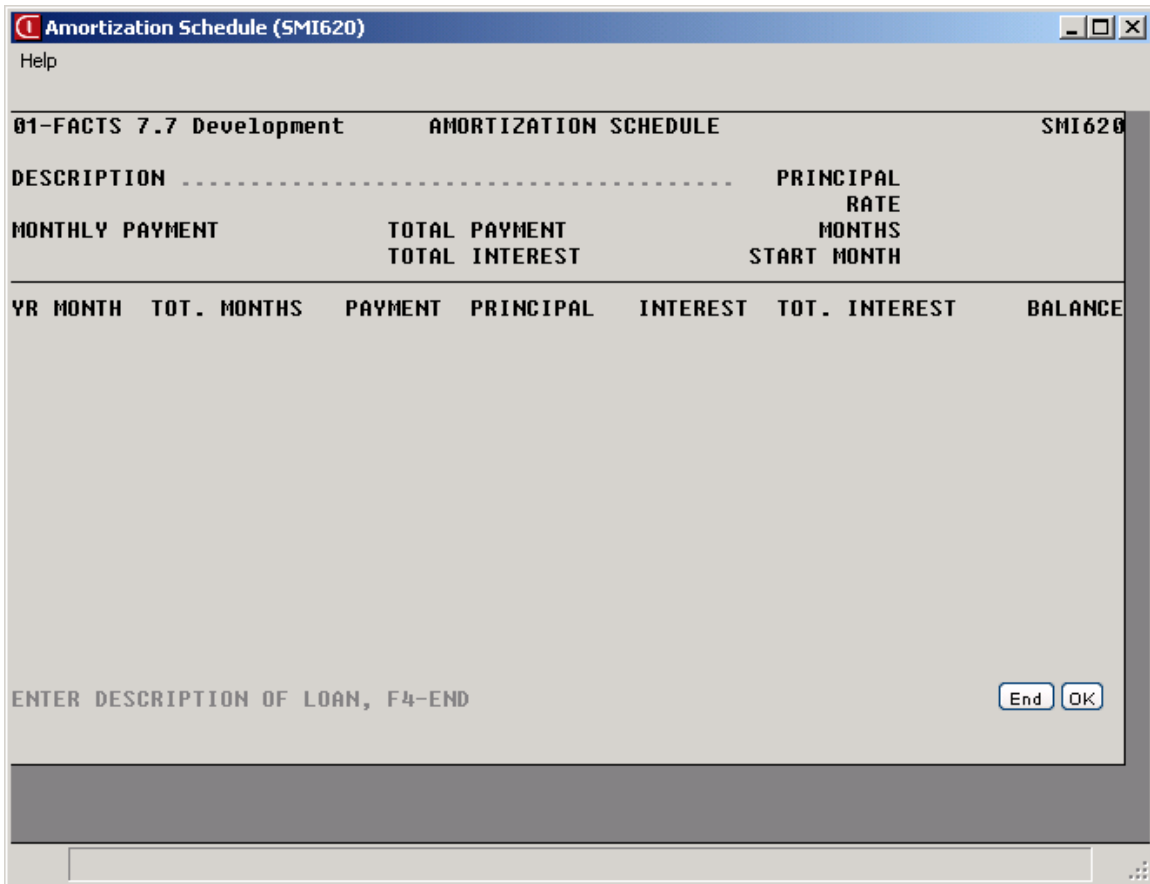 Amortization Schedule (SMI620)
Help
01-FACTS 7.7 Development AMORTIZATION SCHEDULE SMI620
DESCRIPTION ........................................ PRINCIPAL
RATE
MONTHLY PAYMENT TOTAL PAYMENT MONTHS
TOTAL INTEREST START MONTH
YR MONTH TOT. MONTHS PAYMENT PRINCIPAL INTEREST TOT. INTEREST BALANCE
ENTER DESCRIPTION OF LOAN, F4-END End OK